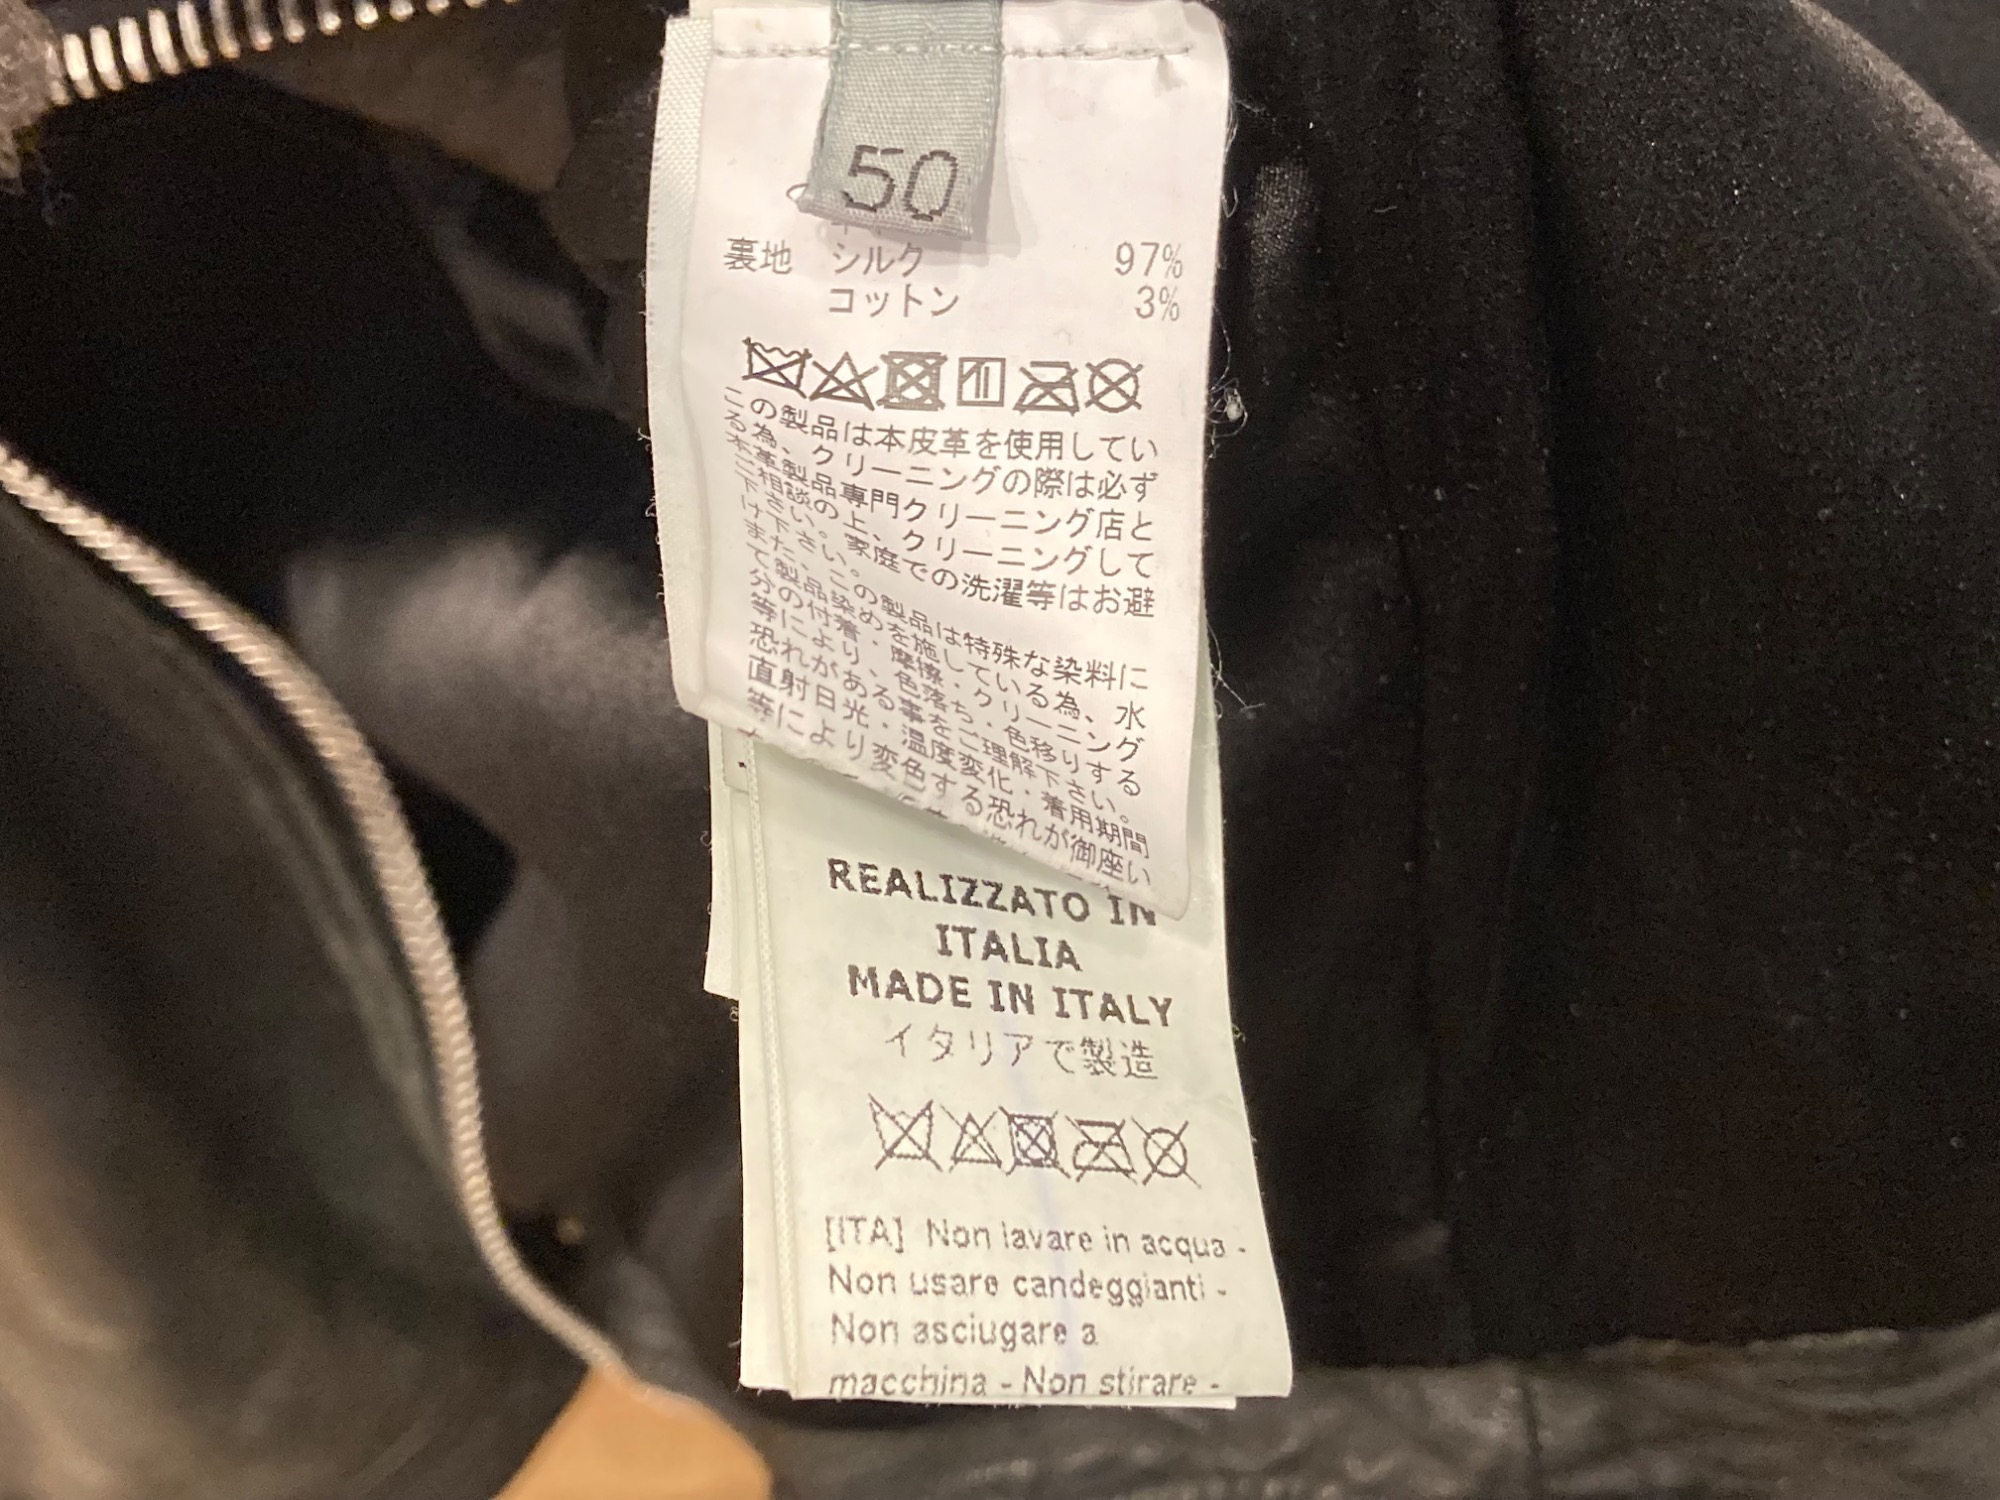 50
裏地 シルク 97%
コットン 3%
この製品は本皮革を使用してい
る為、クリーニングの際は必ず
本革製品専門クリーニング店と
ご相談の上、クリーニングして
下さい。家庭での洗濯等はお避
け下さい。
また、この製品は特殊な染料に
て製品染めを施している為、水
分の付着・摩擦・クリーニング
等により、色落ち・色移りする
恐れがある事をご理解下さい。
直射日光・温度変化・着用期間
等により変色する恐れが御座い
REALIZZATO IN
ITALIA
MADE IN ITALY
イタリアで製造
[ITA] Non lavare in acqua -
Non usare candeggianti -
Non asciugare a
macchina - Non stirare -